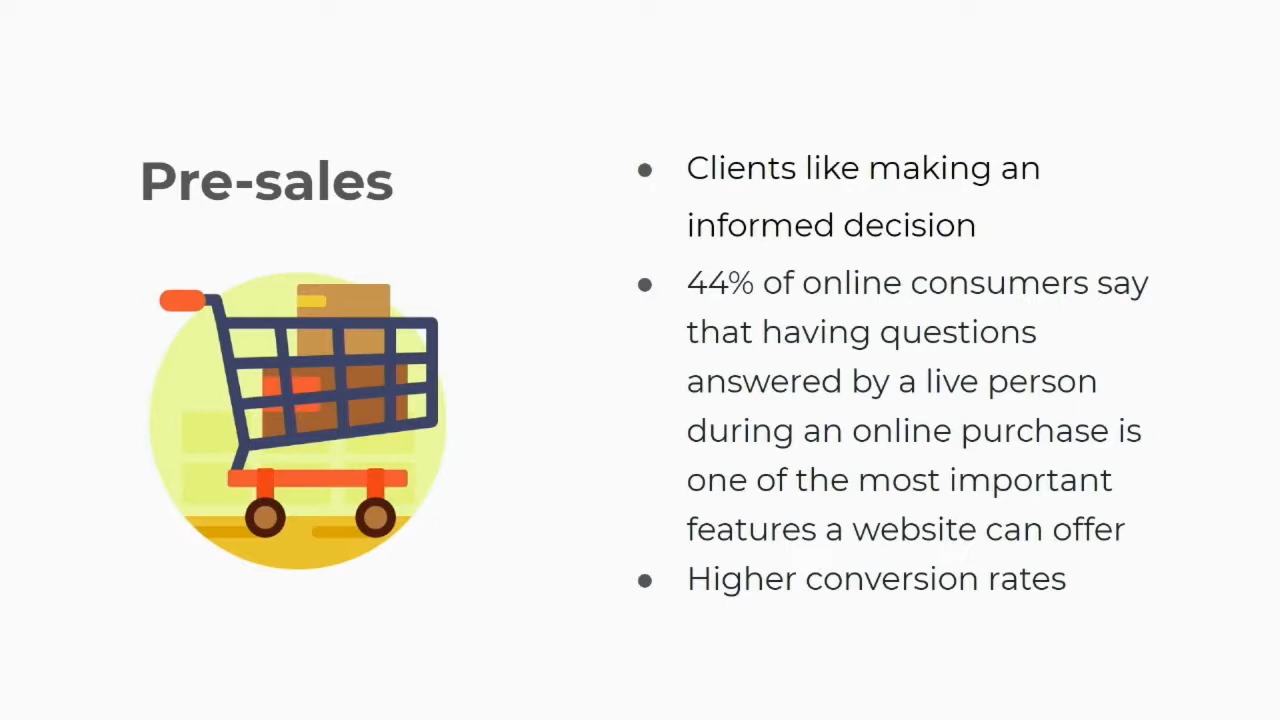 Pre-sales
● Clients like making an
informed decision
● 44% of online consumers say
that having questions
answered by a live person
during an online purchase is
one of the most important
features a website can offer
● Higher conversion rates